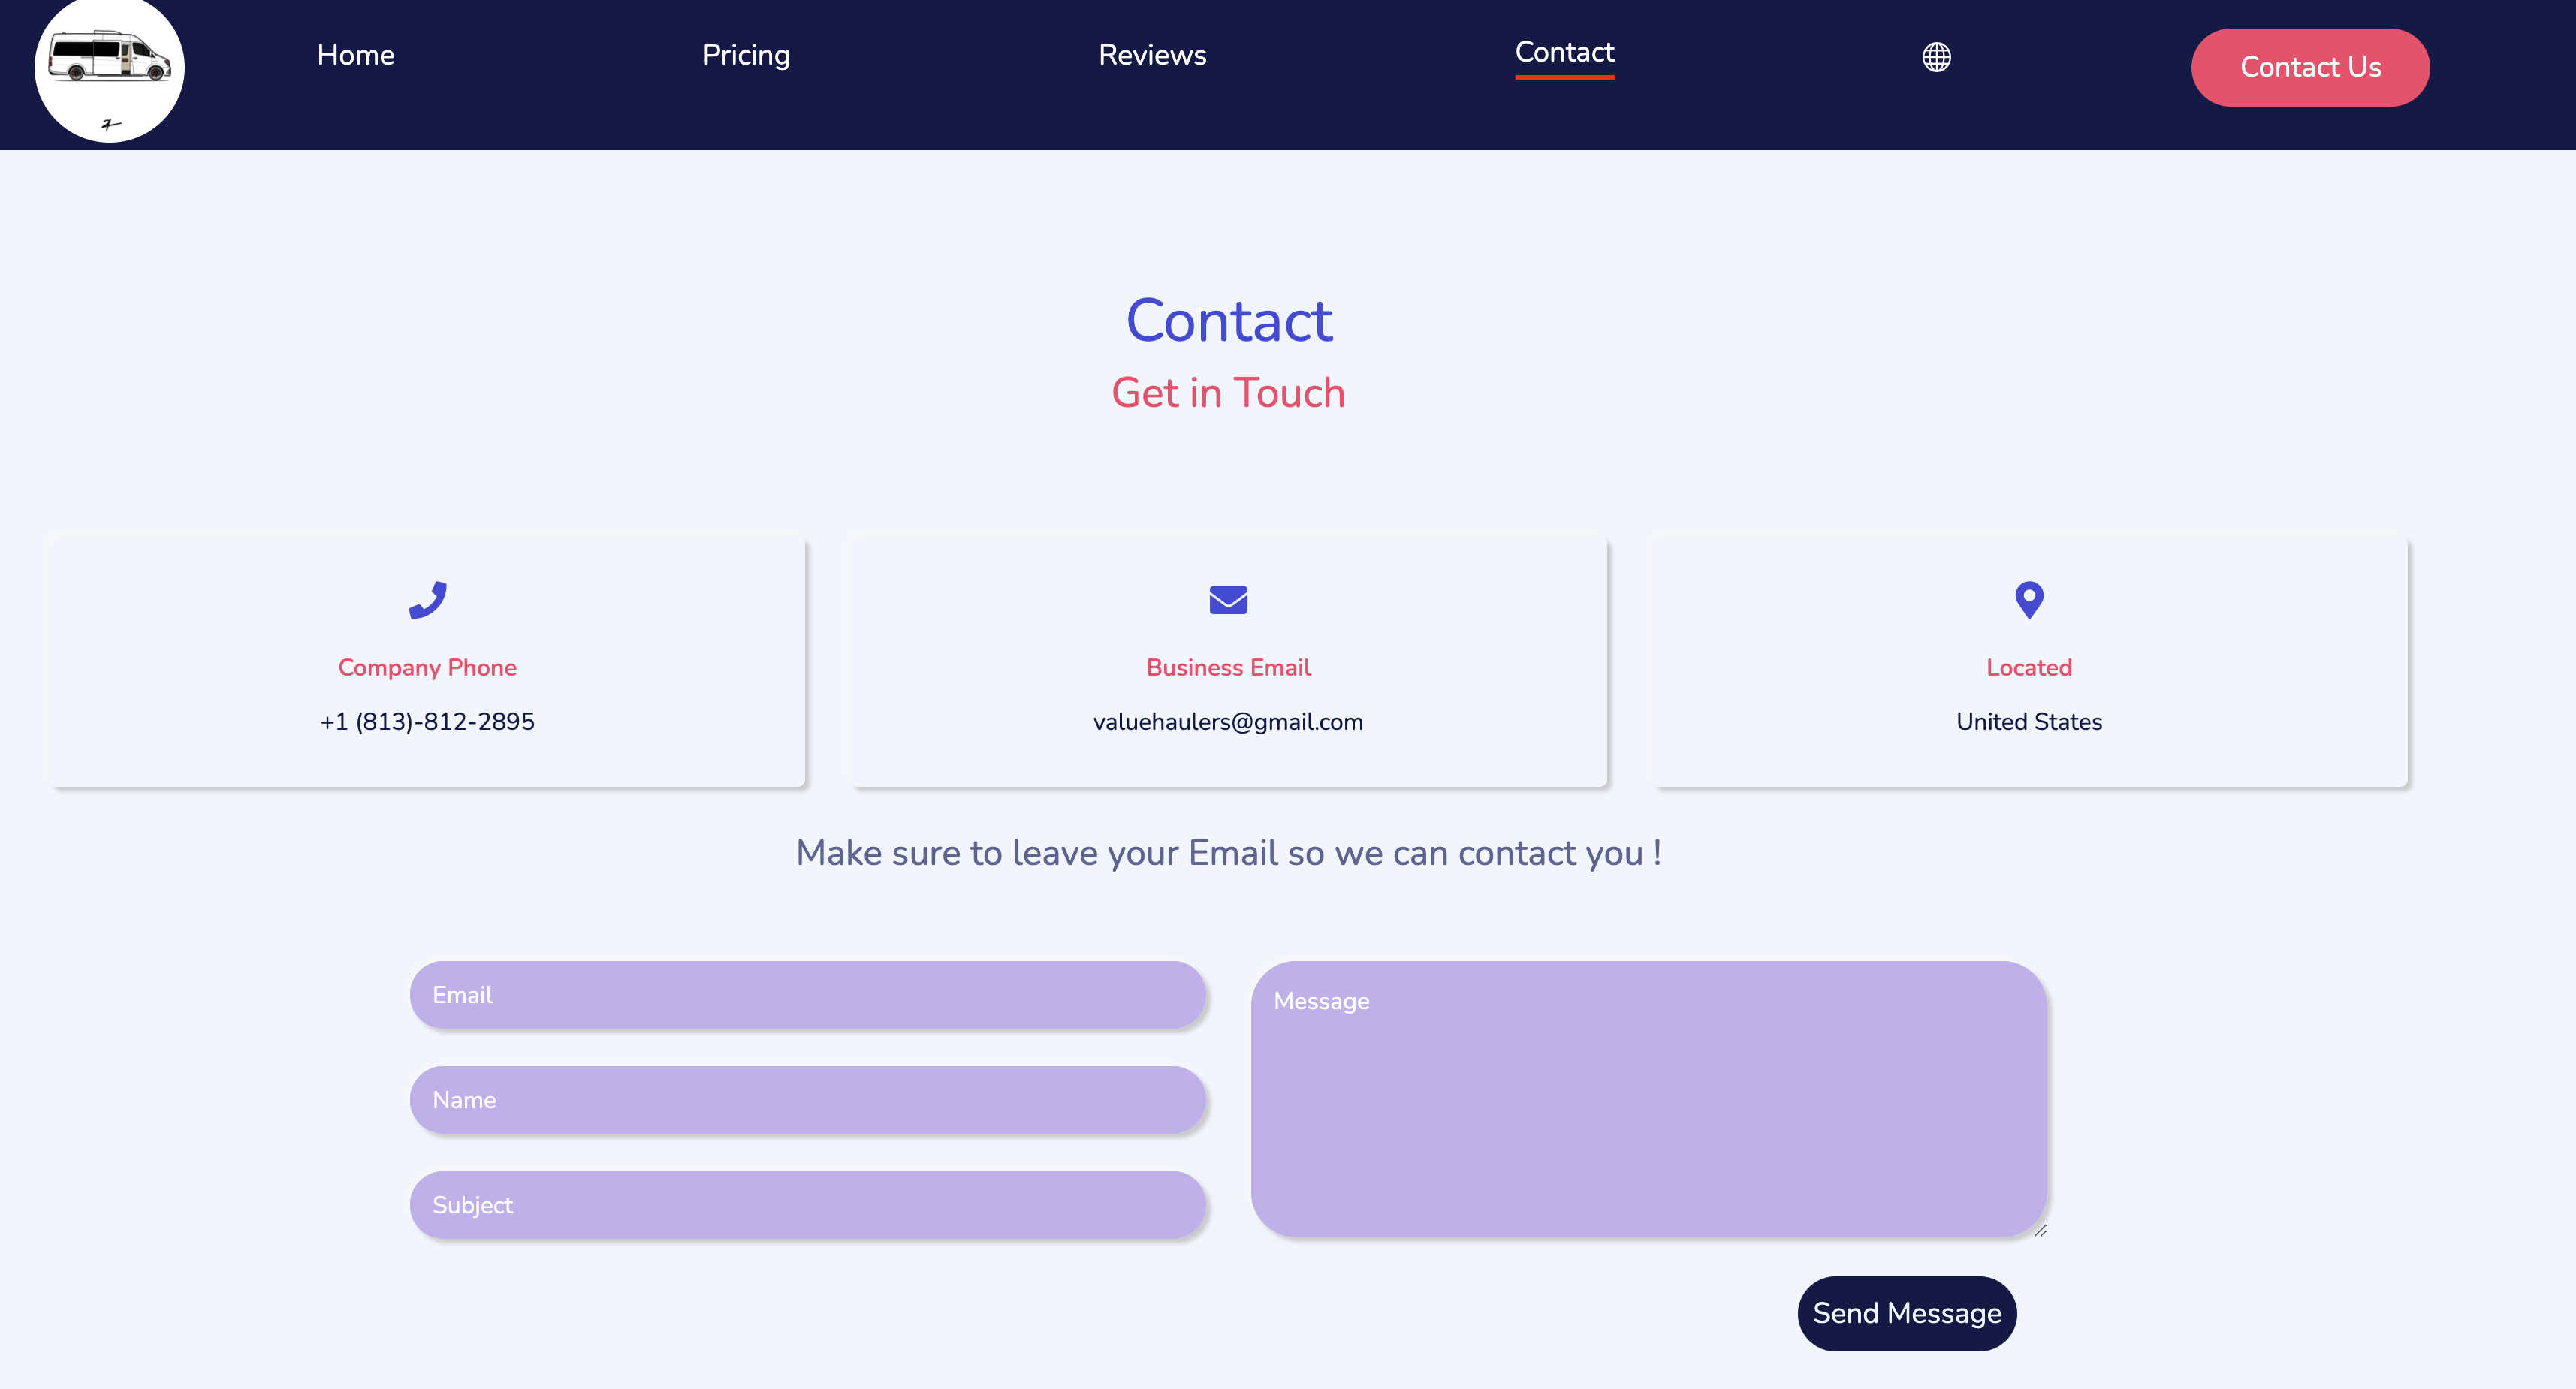 Home
Pricing
Reviews
Contact
Contact Us
Contact
Get in Touch
Company Phone
+1 (813)-812-2895
Business Email
valuehaulers@gmail.com
Located
United States
Make sure to leave your Email so we can contact you !
Email
Name
Subject
Message
Send Message